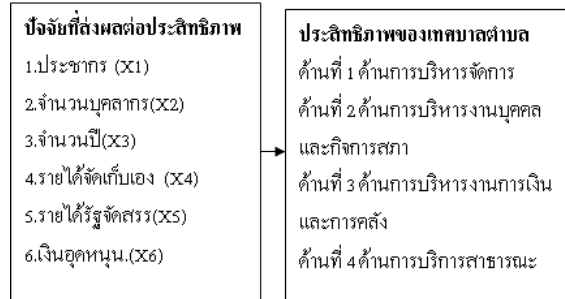 ปัจจัยที่ส่งผลต่อประสิทธิภาพ
1.ประชากร (X1)
2.จำนวนบุคลากร(X2)
3.จำนวนปี(X3)
4.รายได้จัดเก็บเอง (X4)
5.รายได้รัฐจัดสรร(X5)
6.เงินอุดหนุน.(X6)
ประสิทธิภาพของเทศบาลตำบล
ด้านที่ 1 ด้านการบริหารจัดการ
ด้านที่ 2 ด้านการบริหารงานบุคคล
และกิจการสภา
ด้านที่ 3 ด้านการบริหารงานการเงิน
และการคลัง
ด้านที่ 4 ด้านการบริการสาธารณะ